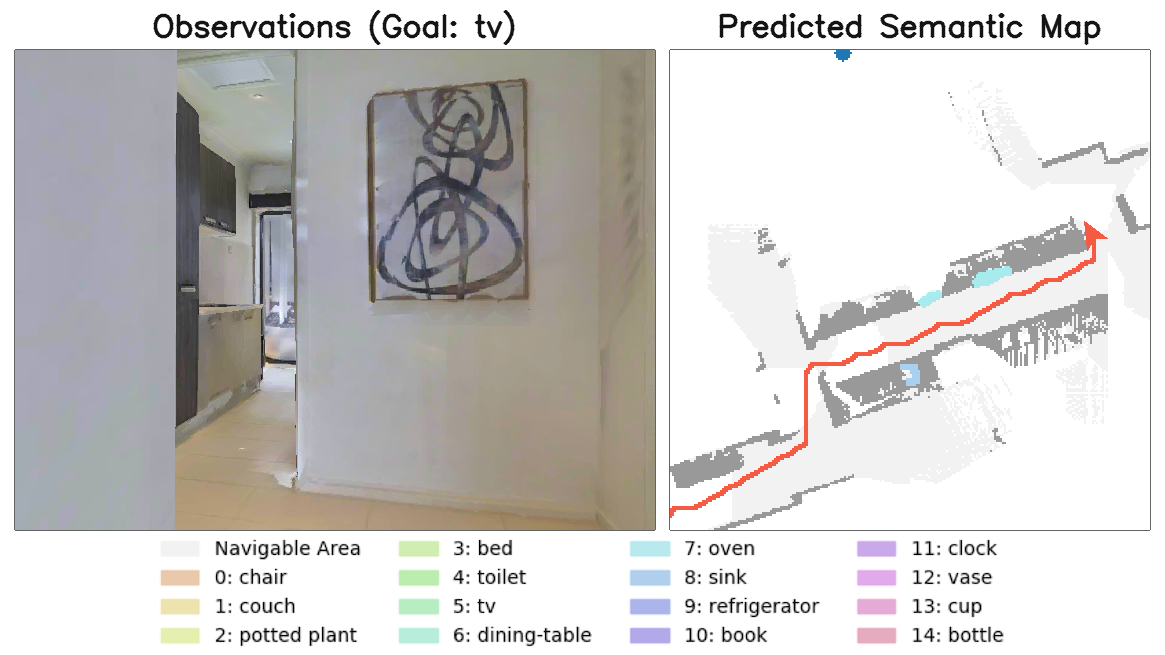 Observations (Goal: tv)
Predicted Semantic Map
Navigable Area
0: chair
1: couch
2: potted plant
3: bed
4: toilet
5: tv
6: dining-table
7: oven
8: sink
9: refrigerator
10: book
11: clock
12: vase
13: cup
14: bottle